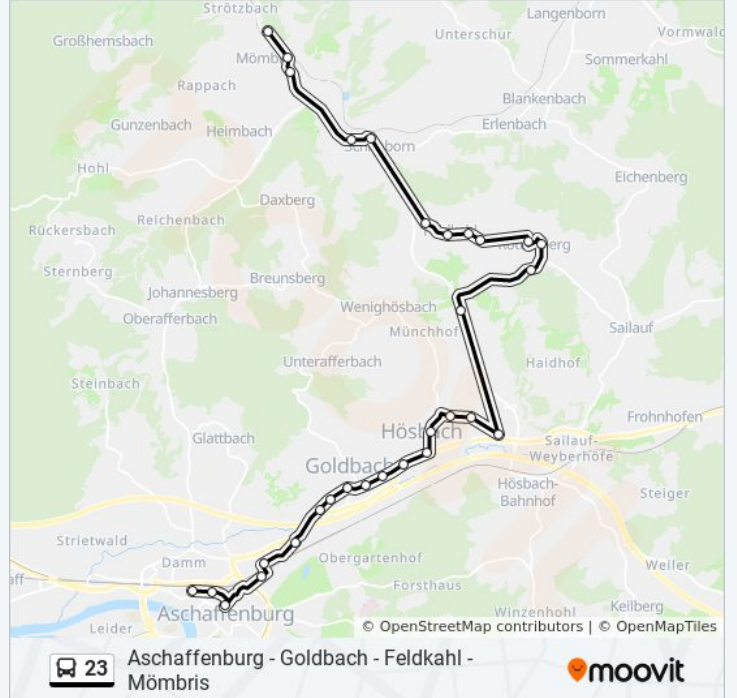 Strötzbach
Langenborn
Großhemsbach
Unterschur
Vormwald
Sommerkahl
Rappach
Blankenbach
Gunzenbach
Heimbach
Erlenbach
Hohl
Eichenberg
Daxberg
Rückersbach
Reichenbach
Sternberg
Breunsberg
Johannesberg
Wenighösbach
Oberafferbach
Münchhof
Sailauf
Unterafferbach
Haidhof
Steinbach
Frohnhofen
Glattbach
Hösbach
Sailauf-
Weyberhöfe
Goldbach
Hösbach-
Bahnhof
Steiger
Strietwald
Damm
Obergartenhof
Weiler
Forsthaus
Aschaffenburg
Winzenhohl
Keilberg
Leider
© OpenStreetMap contributors | © OpenMapTiles
23
Aschaffenburg - Goldbach - Feldkahl -
Mömbris
moovit